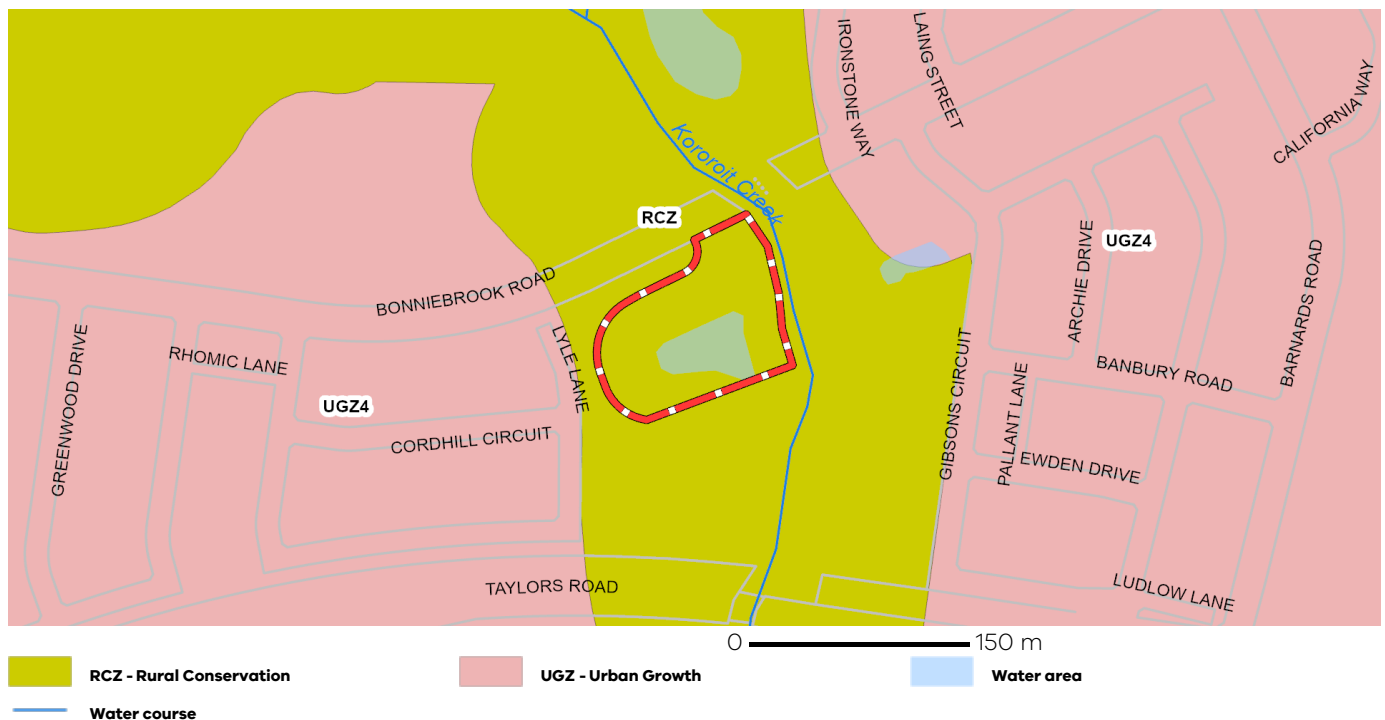 IRONSTONE WAY
LAING STREET
CALIFORNIA WAY
Kororoit Creek
RCZ
UGZ4
ARCHIE DRIVE
BARNARDS ROAD
BONNIEBROOK ROAD
GREENWOOD DRIVE
RHOMIC LANE
LYLE LANE
UGZ4
CORDHILL CIRCUIT
GIBSONS CIRCUIT
PALLANT LANE
BANBURY ROAD
EWDEN DRIVE
TAYLORS ROAD
LUDLOW LANE
0 150 m
RCZ - Rural Conservation
UGZ - Urban Growth
Water area
Water course